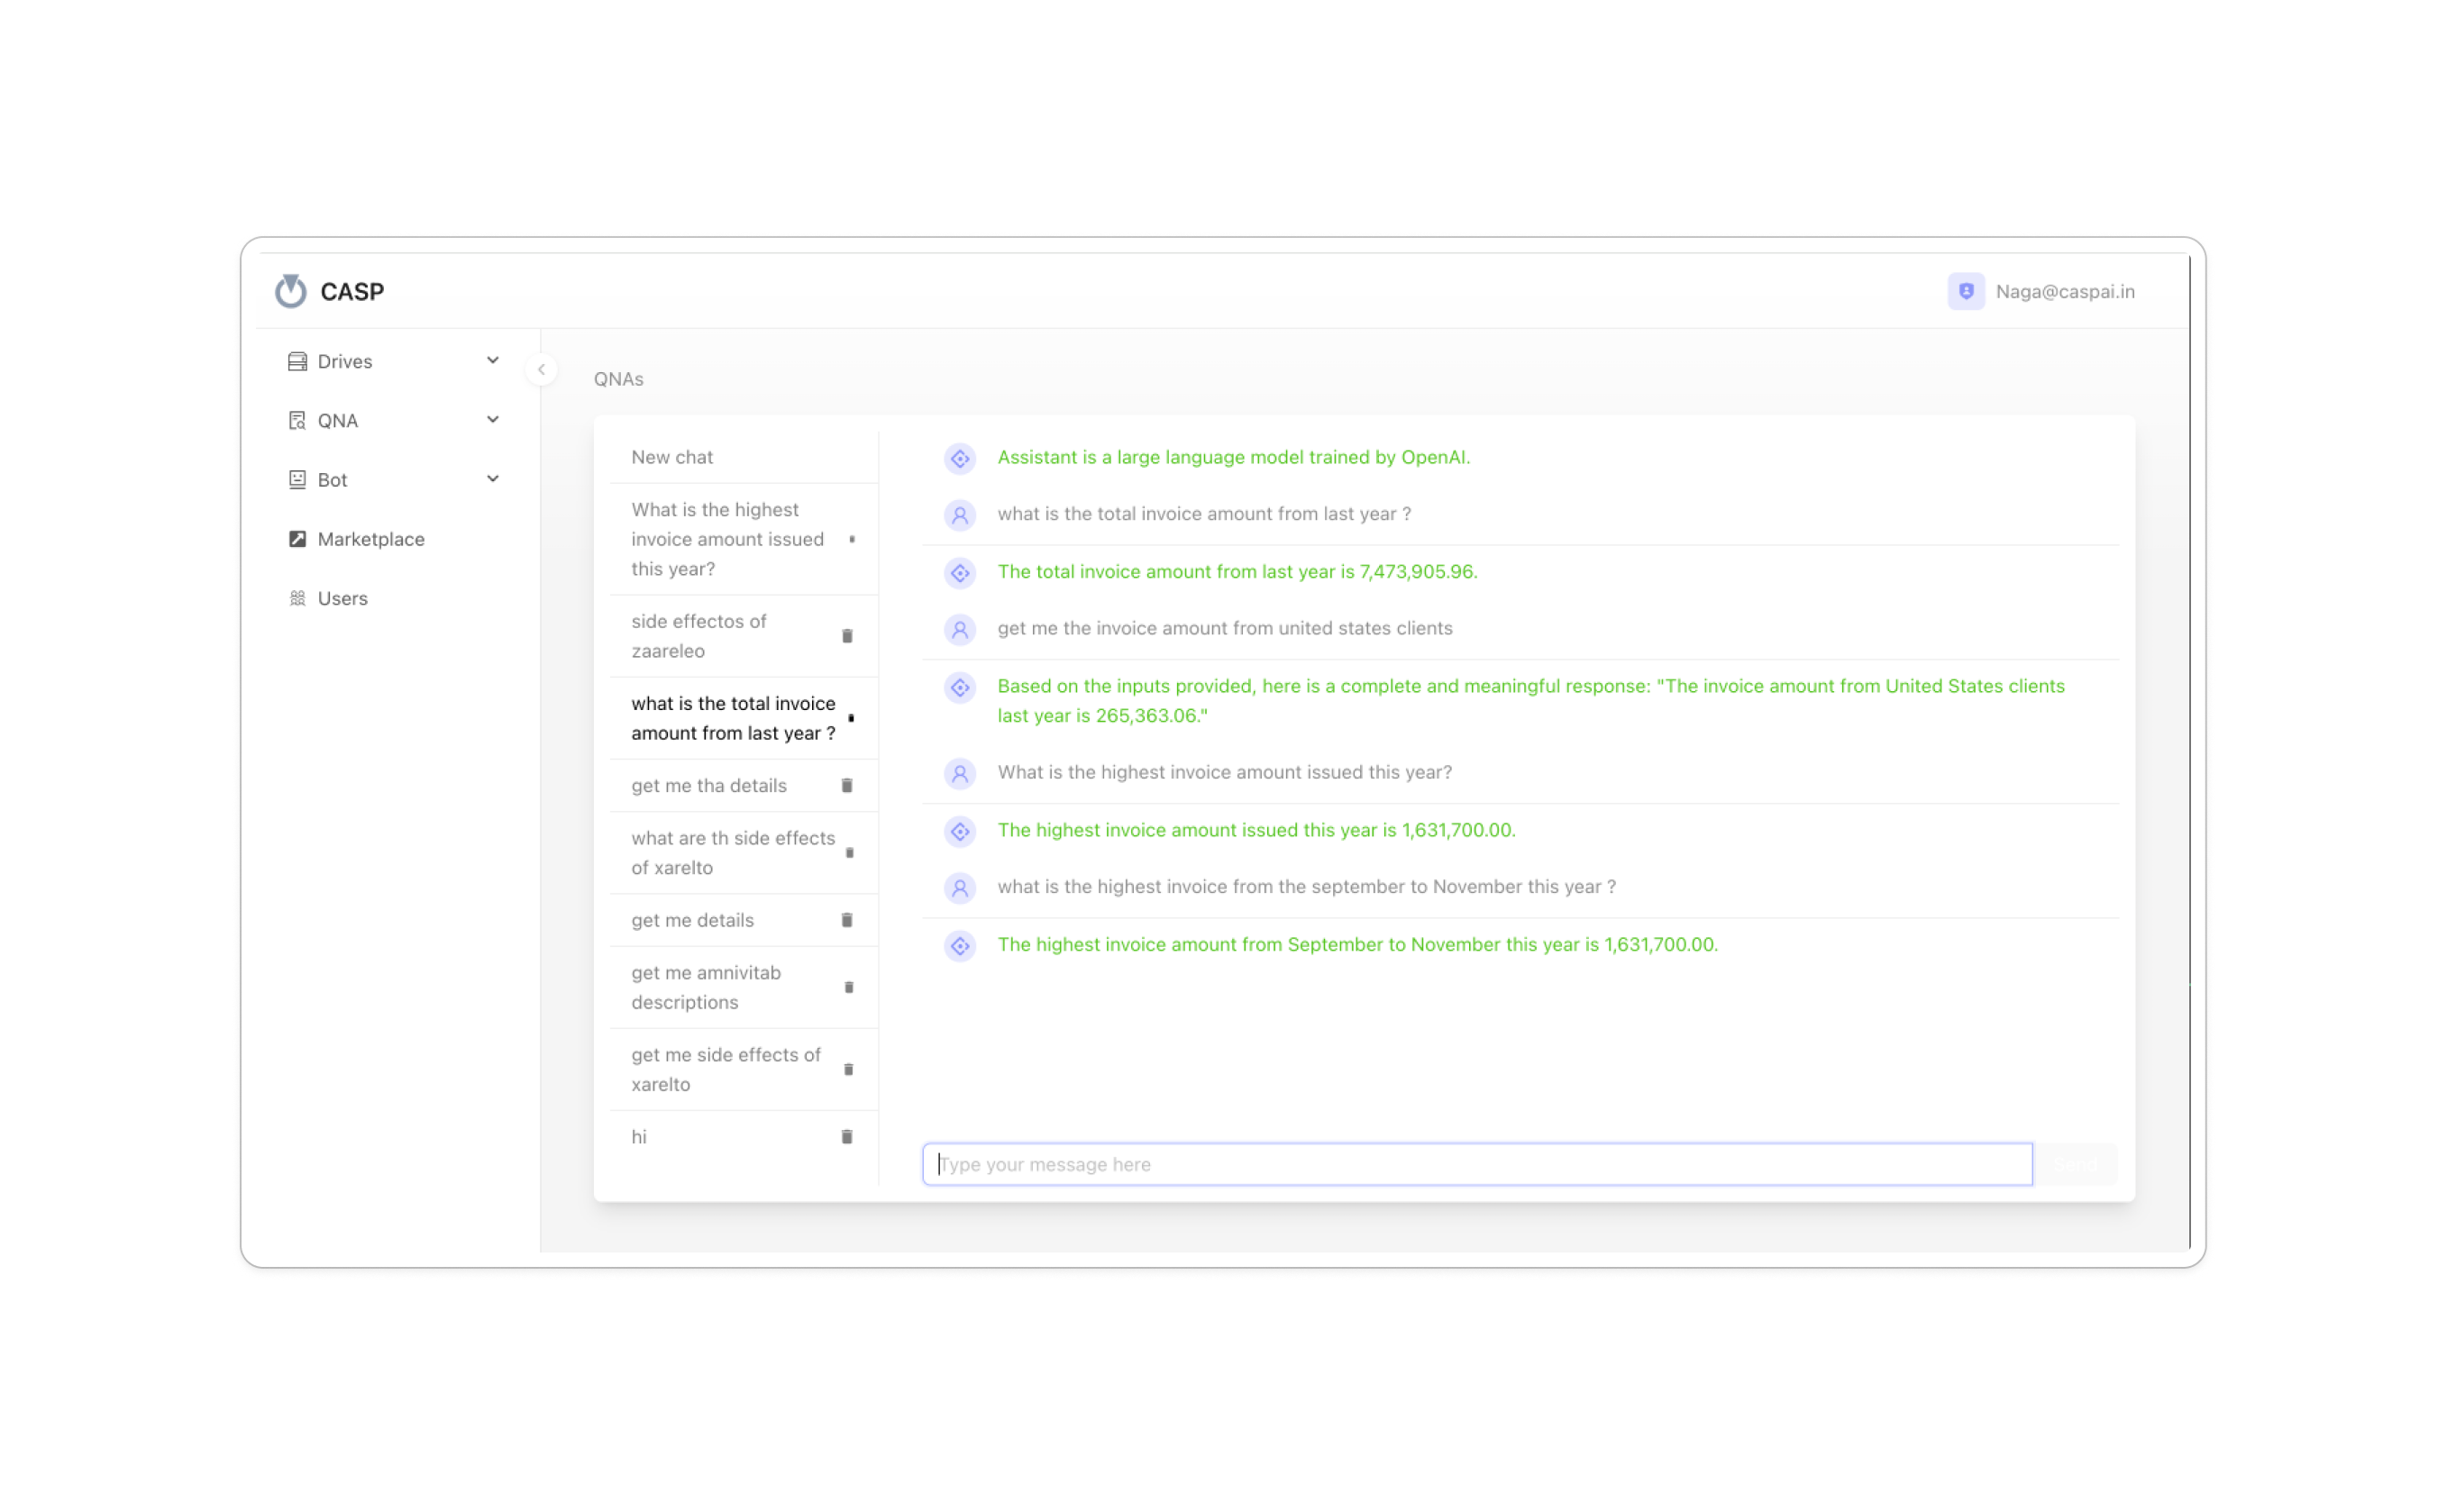 CASP
Naga@caspai.in
Drives
QNA
Bot
Marketplace
Users
QNAs
New chat
What is the highest
invoice amount issued
this year?
side effectos of
zaareleo
what is the total invoice
amount from last year ?
get me tha details
what are th side effects
of xarelto
get me details
get me amnivitab
descriptions
get me side effects of
xarelto
hi
Assistant is a large language model trained by OpenAI.
what is the total invoice amount from last year ?
The total invoice amount from last year is 7,473,905.96.
get me the invoice amount from united states clients
Based on the inputs provided, here is a complete and meaningful response: "The invoice amount from United States clients
last year is 265,363.06."
What is the highest invoice amount issued this year?
The highest invoice amount issued this year is 1,631,700.00.
what is the highest invoice from the september to November this year ?
The highest invoice amount from September to November this year is 1,631,700.00.
Type your message here
Send